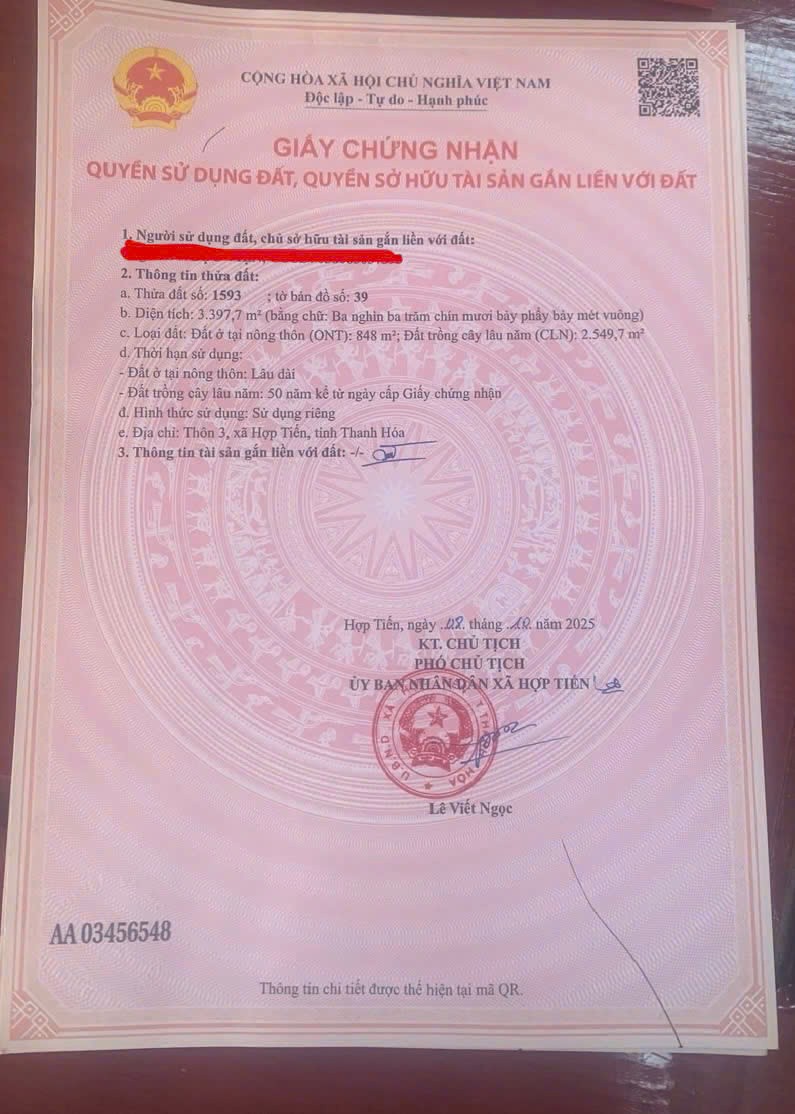 CỘNG HÒA XÃ HỘI CHỦ NGHĨA VIỆT NAM
Độc lập - Tự do - Hạnh phúc
GIẤY CHỨNG NHẬN
QUYỀN SỬ DỤNG ĐẤT, QUYỀN SỞ HỮU TÀI SẢN GẮN LIỀN VỚI ĐẤT
1. Người sử dụng đất, chủ sở hữu tài sản gắn liền với đất:
2. Thông tin thửa đất:
a. Thửa đất số: 1593 ; tờ bản đồ số: 39
b. Diện tích: 3.397,7 m² (bằng chữ: Ba nghìn ba trăm chín mươi bảy phẩy bảy mét vuông)
c. Loại đất: Đất ở tại nông thôn (ONT): 848 m²; Đất trồng cây lâu năm (CLN): 2.549,7 m²
d. Thời hạn sử dụng:
- Đất ở tại nông thôn: Lâu dài
- Đất trồng cây lâu năm: 50 năm kể từ ngày cấp Giấy chứng nhận
đ. Hình thức sử dụng: Sử dụng riêng
e. Địa chỉ: Thôn 3, xã Hợp Tiến, tỉnh Thanh Hóa
3. Thông tin tài sản gắn liền với đất: -/-
Hợp Tiến, ngày tháng năm 2025
KT. CHỦ TỊCH
PHÓ CHỦ TỊCH
ỦY BAN NHÂN DÂN XÃ HỢP TIẾN
U.B.N.D XÃ
Lê Viết Ngọc
AA 03456548
Thông tin chi tiết được thể hiện tại mã QR.